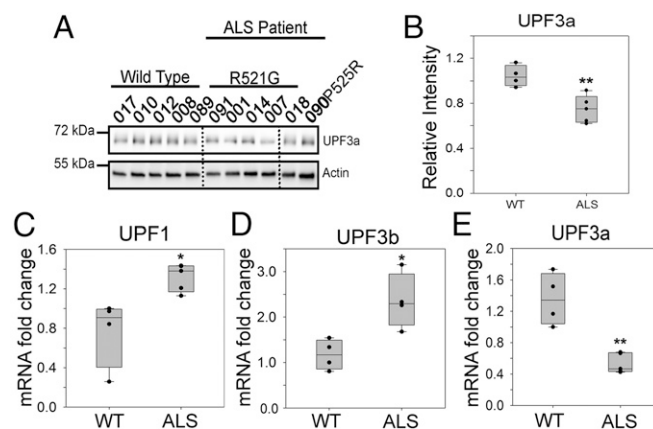 A
ALS Patient
Wild Type
R521G
P525R
017 010 012 008 089 091 001 014 007 018 090
72 kDa
UPF3a
55 kDa
Actin
B
UPF3a
Relative Intensity
1.2
0.8
0.4
0.0
**
WT ALS
C
UPF1
mRNA fold change
1.6
1.2
0.8
0.4
0.0
*
WT ALS
D
UPF3b
mRNA fold change
3.0
2.0
1.0
0.0
*
WT ALS
E
UPF3a
mRNA fold change
2.0
1.6
1.2
0.8
0.4
0.0
**
WT ALS